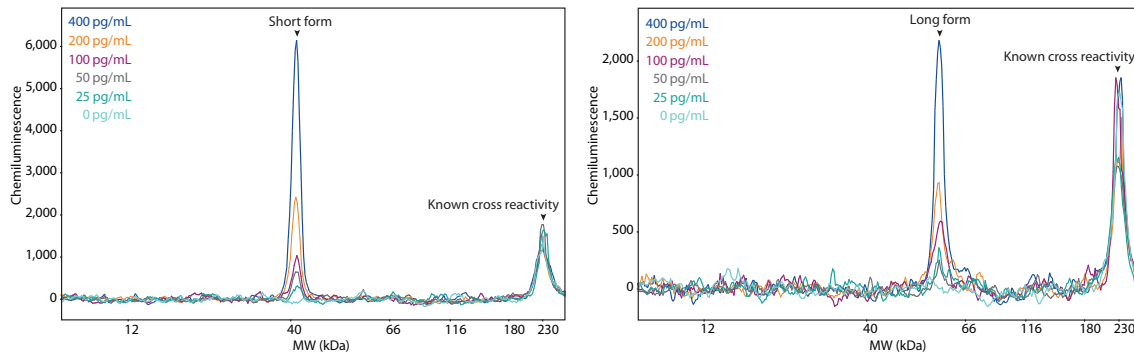 400 pg/mL
200 pg/mL
100 pg/mL
50 pg/mL
25 pg/mL
0 pg/mL
Short form
Known cross reactivity
Chemiluminescence
6,000
5,000
4,000
3,000
2,000
1,000
0
12
40
66
116
180
230
MW (kDa)
400 pg/mL
200 pg/mL
100 pg/mL
50 pg/mL
25 pg/mL
0 pg/mL
Long form
Known cross reactivity
Chemiluminescence
2,000
1,500
1,000
500
0
12
40
66
116
180
230
MW (kDa)